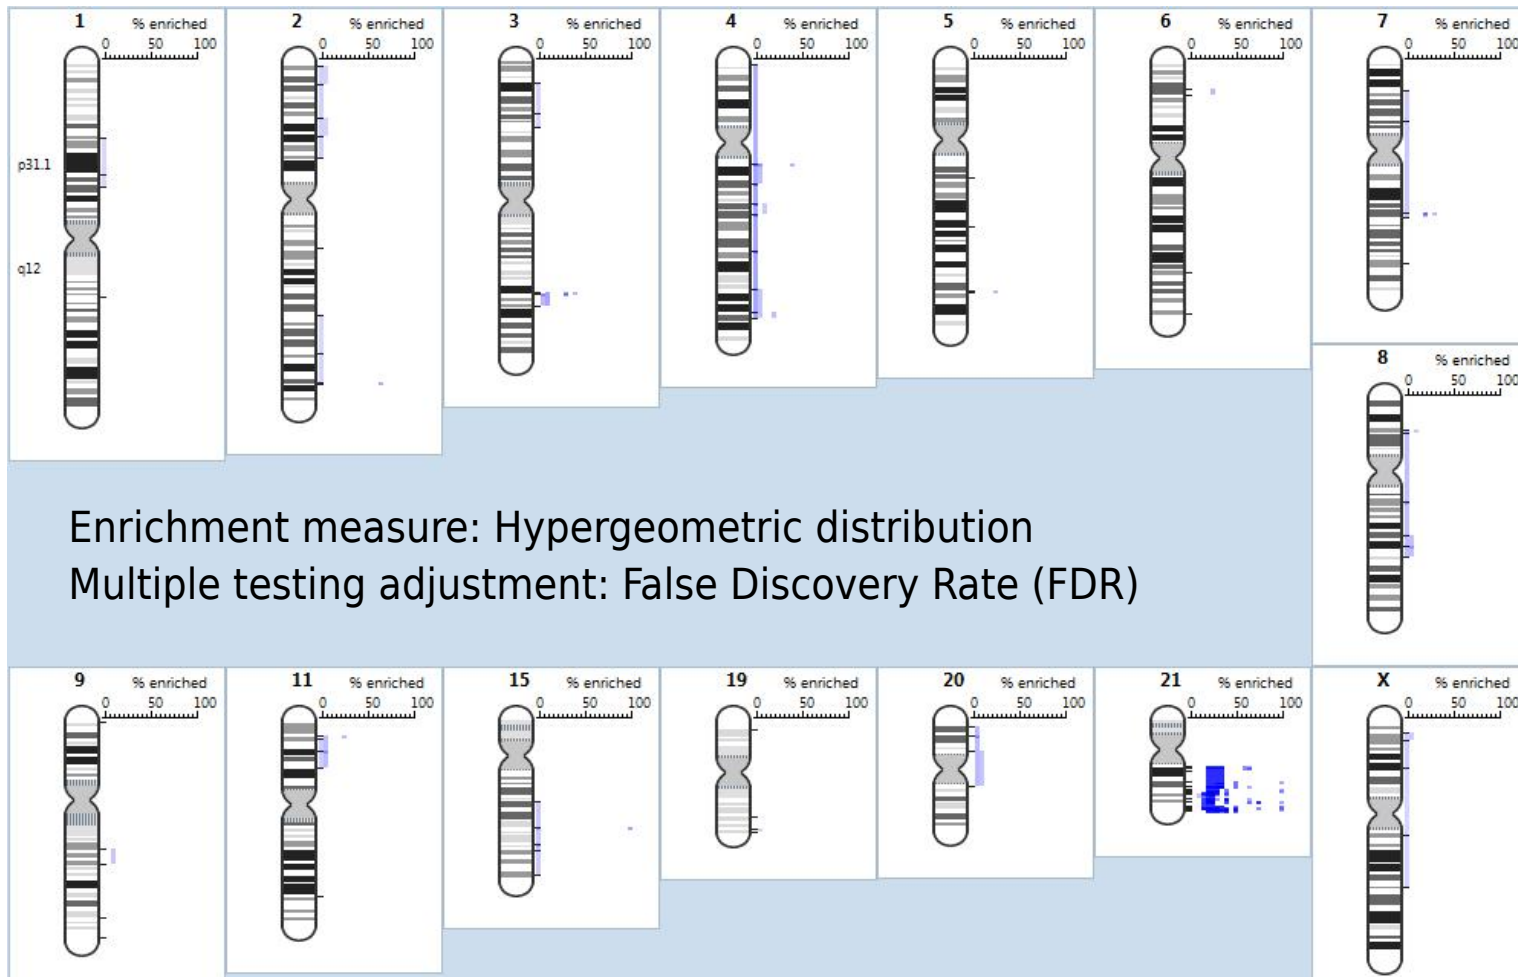 1 % enriched
0 50 100
p31.1
q12
2 % enriched
0 50 100
3 % enriched
0 50 100
4 % enriched
0 50 100
5 % enriched
0 50 100
6 % enriched
0 50 100
7 % enriched
0 50 100
8 % enriched
0 50 100
Enrichment measure: Hypergeometric distribution
Multiple testing adjustment: False Discovery Rate (FDR)
9 % enriched
0 50 100
11 % enriched
0 50 100
15 % enriched
0 50 100
19 % enriched
0 50 100
20 % enriched
0 50 100
21 % enriched
0 50 100
X % enriched
0 50 100